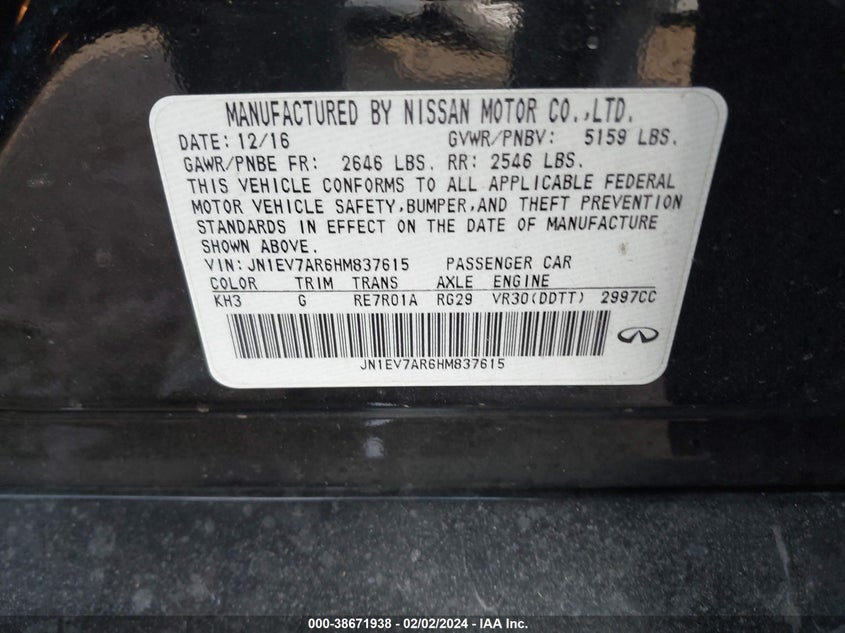 MANUFACTURED BY NISSAN MOTOR CO.,LTD.
DATE: 12/16 GVWR/PNBV: 5159 LBS.
GAWR/PNBE FR: 2646 LBS. RR: 2546 LBS.
THIS VEHICLE CONFORMS TO ALL APPLICABLE FEDERAL
MOTOR VEHICLE SAFETY,BUMPER,AND THEFT PREVENTION
STANDARDS IN EFFECT ON THE DATE OF MANUFACTURE
SHOWN ABOVE.
VIN: JN1EV7AR6HM837615 PASSENGER CAR
COLOR TRIM TRANS AXLE ENGINE
KH3 G RE7R01A RG29 VR30(DDTT) 2997CC
JN1EV7AR6HM837615
000-38671938 - 02/02/2024 - IAA Inc.